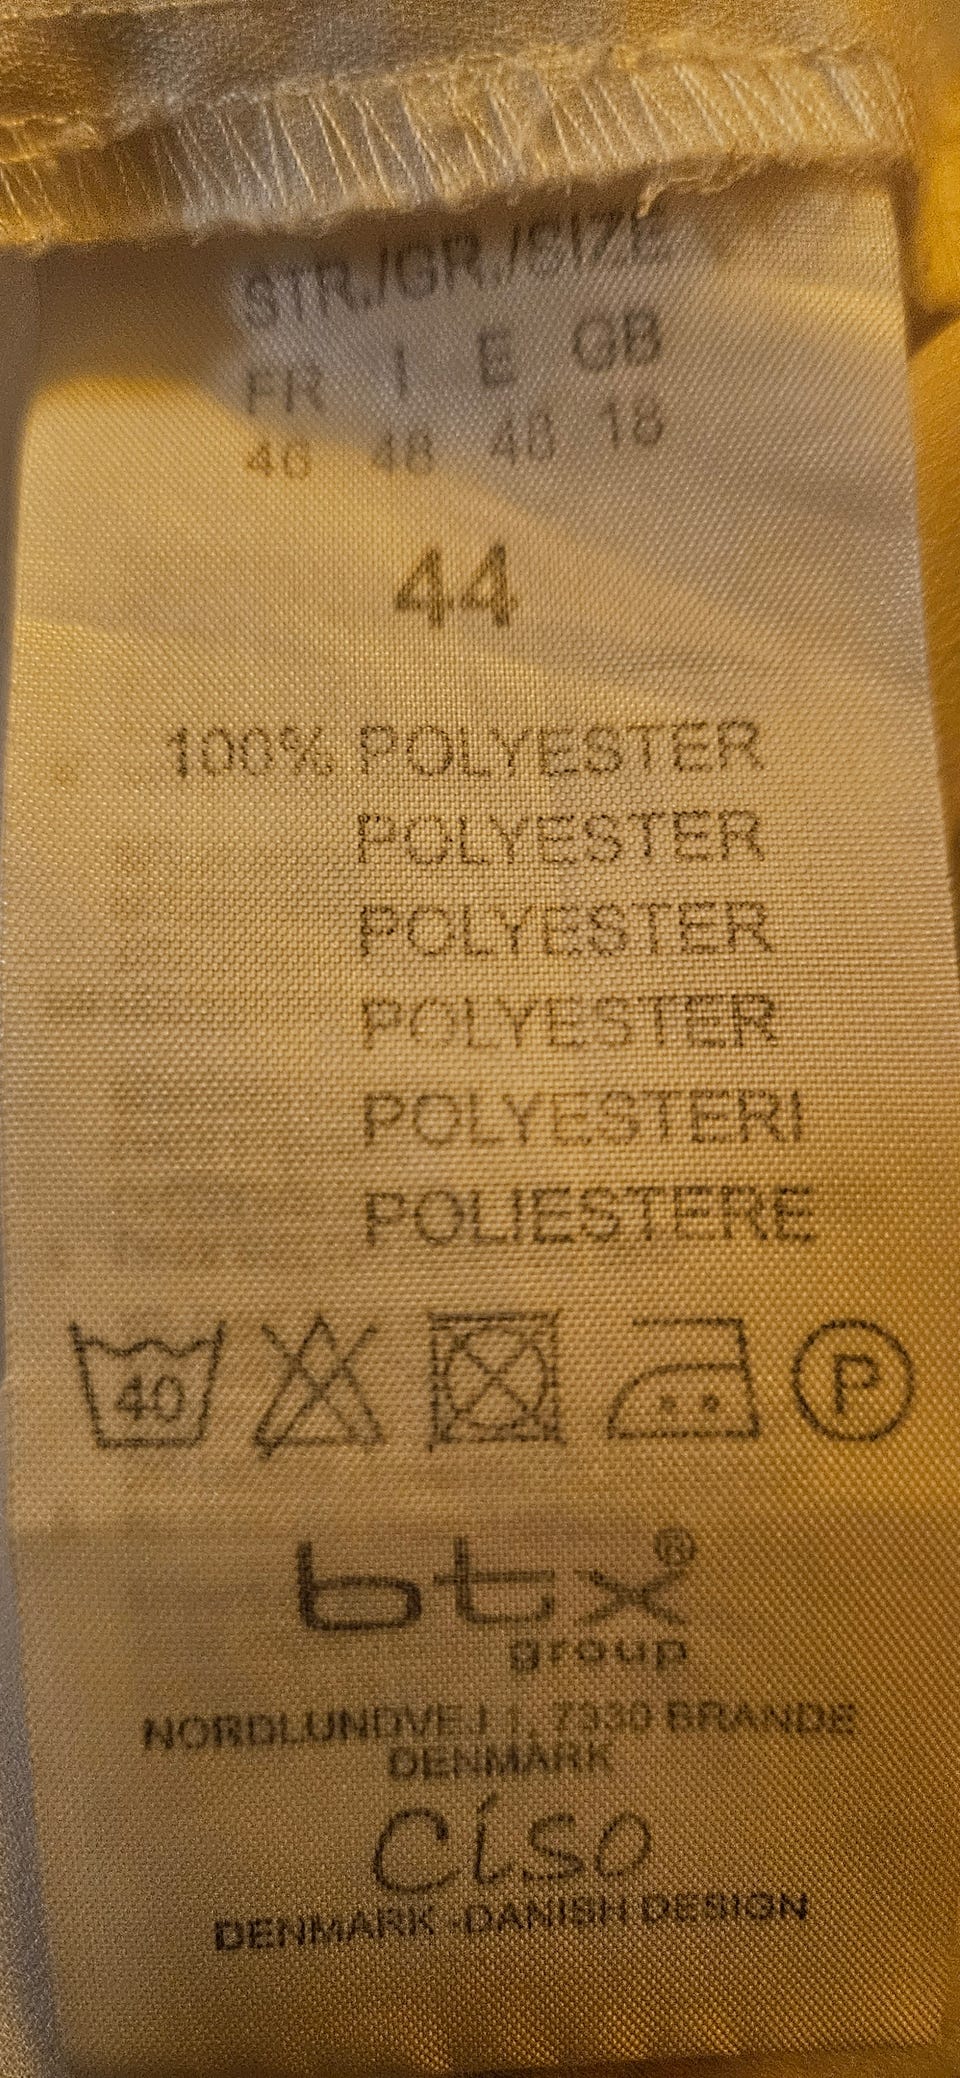 STR./GR./SIZE
FR I E GB
46 48 48 18
44
100% POLYESTER
POLYESTER
POLYESTER
POLYESTER
POLYESTERI
POLIESTERE
40 P
btx®
group
NORDLUNDVEJ 1, 7330 BRANDE
DENMARK
Ciso
DENMARK -DANISH DESIGN